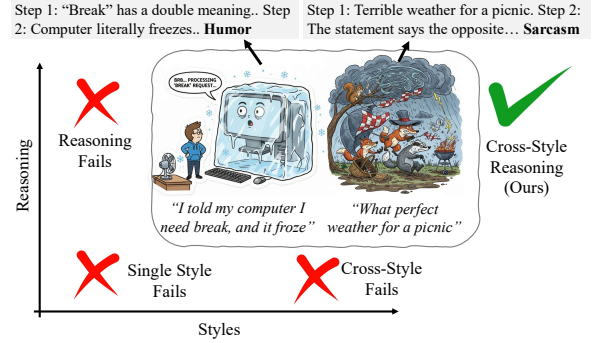 Step 1: “Break” has a double meaning.. Step
2: Computer literally freezes.. Humor
Step 1: Terrible weather for a picnic. Step 2:
The statement says the opposite… Sarcasm
BRB... PROCESSING
'BREAK' REQUEST...
Reasoning
Fails
Cross-Style
Reasoning
(Ours)
Reasoning
“I told my computer I
need break, and it froze”
“What perfect
weather for a picnic”
Single Style
Fails
Cross-Style
Fails
Styles